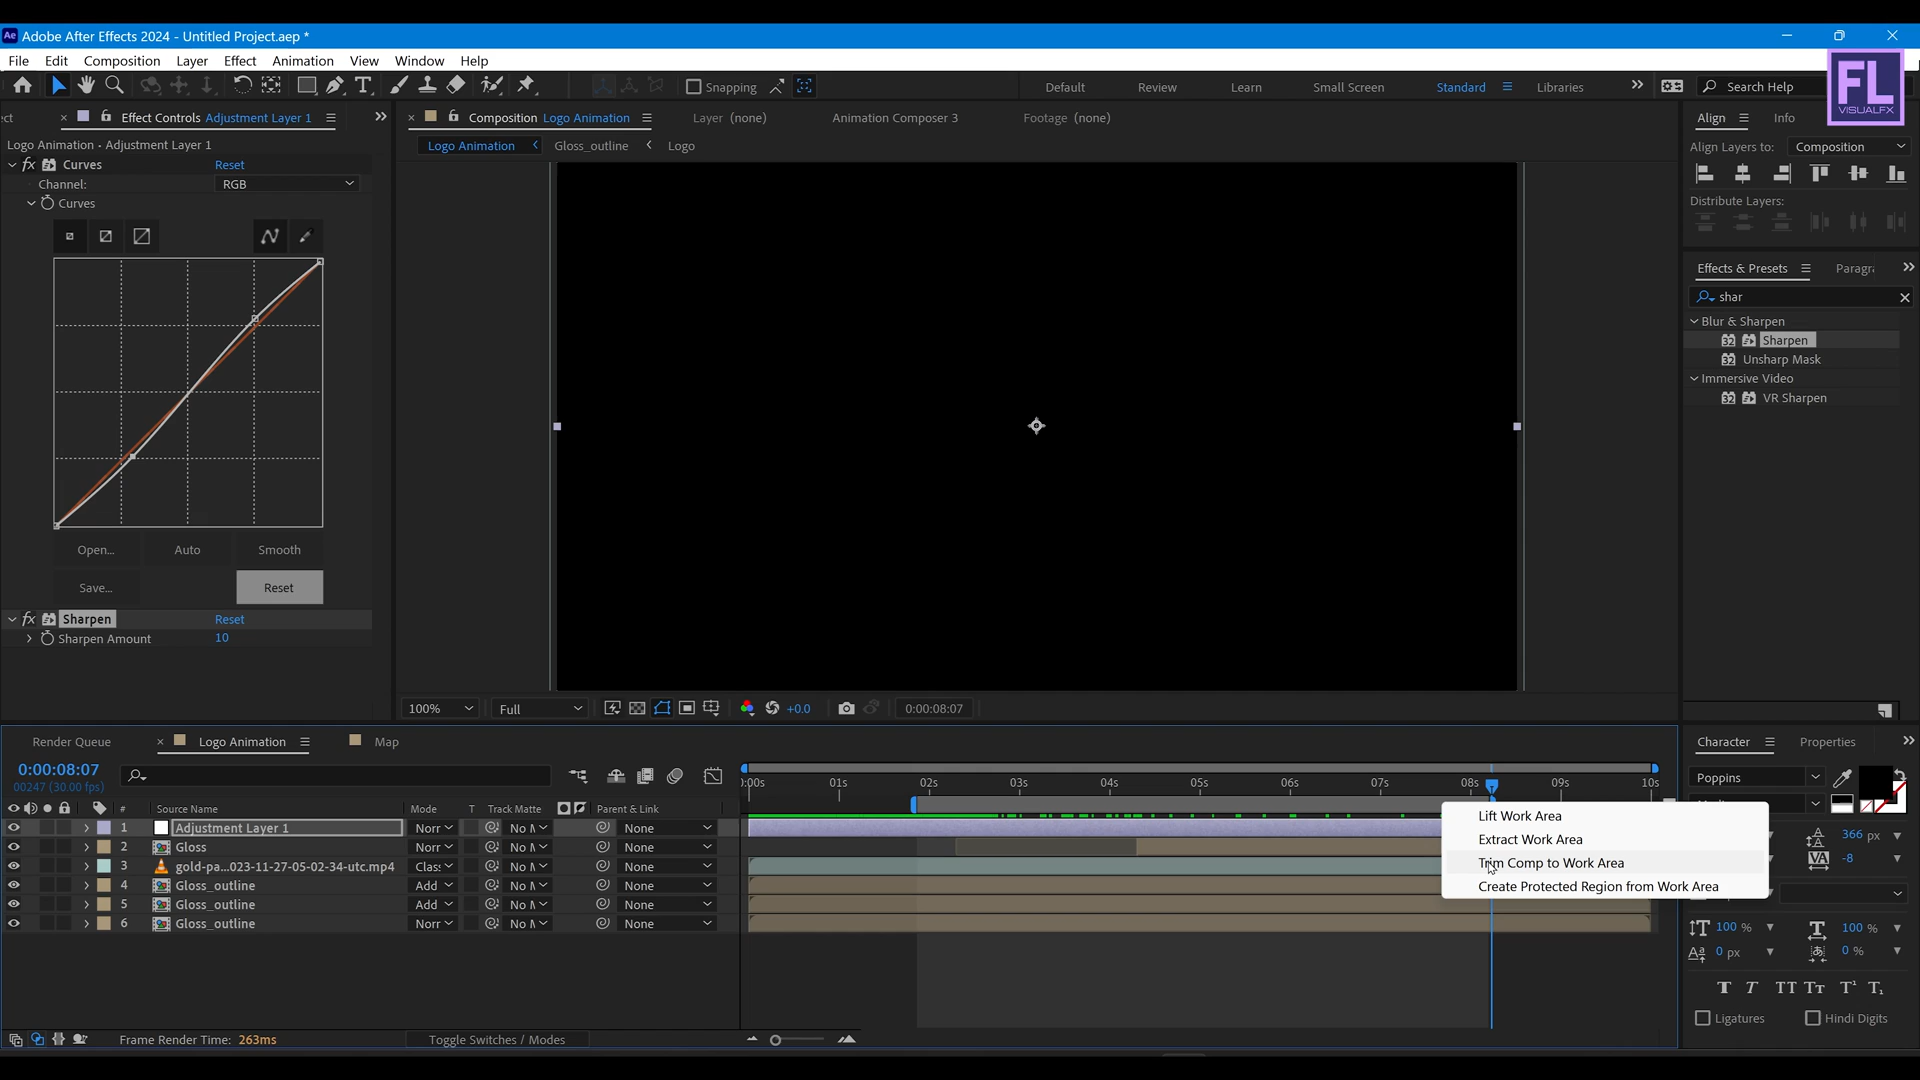 Ae Adobe After Effects 2024 - Untitled Project.aep *
File Edit Composition Layer Effect Animation View Window Help
Snapping Default Review Learn Small Screen Standard Libraries Search Help
FL
VISUALFX
ect Effect Controls Adjustment Layer 1 Composition Logo Animation Layer (none) Animation Composer 3 Footage (none) Align Info
Logo Animation • Adjustment Layer 1 Logo Animation Gloss_outline Logo Align Layers to: Composition
fx Curves Reset
Channel: RGB
Curves
Distribute Layers:
Effects & Presets Paragr
shar
Blur & Sharpen
Sharpen
Unsharp Mask
Immersive Video
VR Sharpen
Open... Auto Smooth
Save... Reset
fx Sharpen Reset
Sharpen Amount 10
100% Full +0.0 0:00:08:07
Render Queue Logo Animation Map Character Properties
0:00:08:07
00247 (30.00 fps)
Poppins
:00s 01s 02s 03s 04s 05s 06s 07s 08s 09s 10s
# Source Name Mode T Track Matte Parent & Link
1 Adjustment Layer 1 Norr No M None
2 Gloss Norr No M None
3 gold-pa...023-11-27-05-02-34-utc.mp4 Clas: No M None
4 Gloss_outline Add No M None
5 Gloss_outline Add No M None
6 Gloss_outline Norr No M None
Lift Work Area
Extract Work Area
Trim Comp to Work Area
Create Protected Region from Work Area
366 px
-8
100 % 100 %
0 px 0 %
T T TT Tt T¹ T₁
Ligatures Hindi Digits
Frame Render Time: 263ms Toggle Switches / Modes